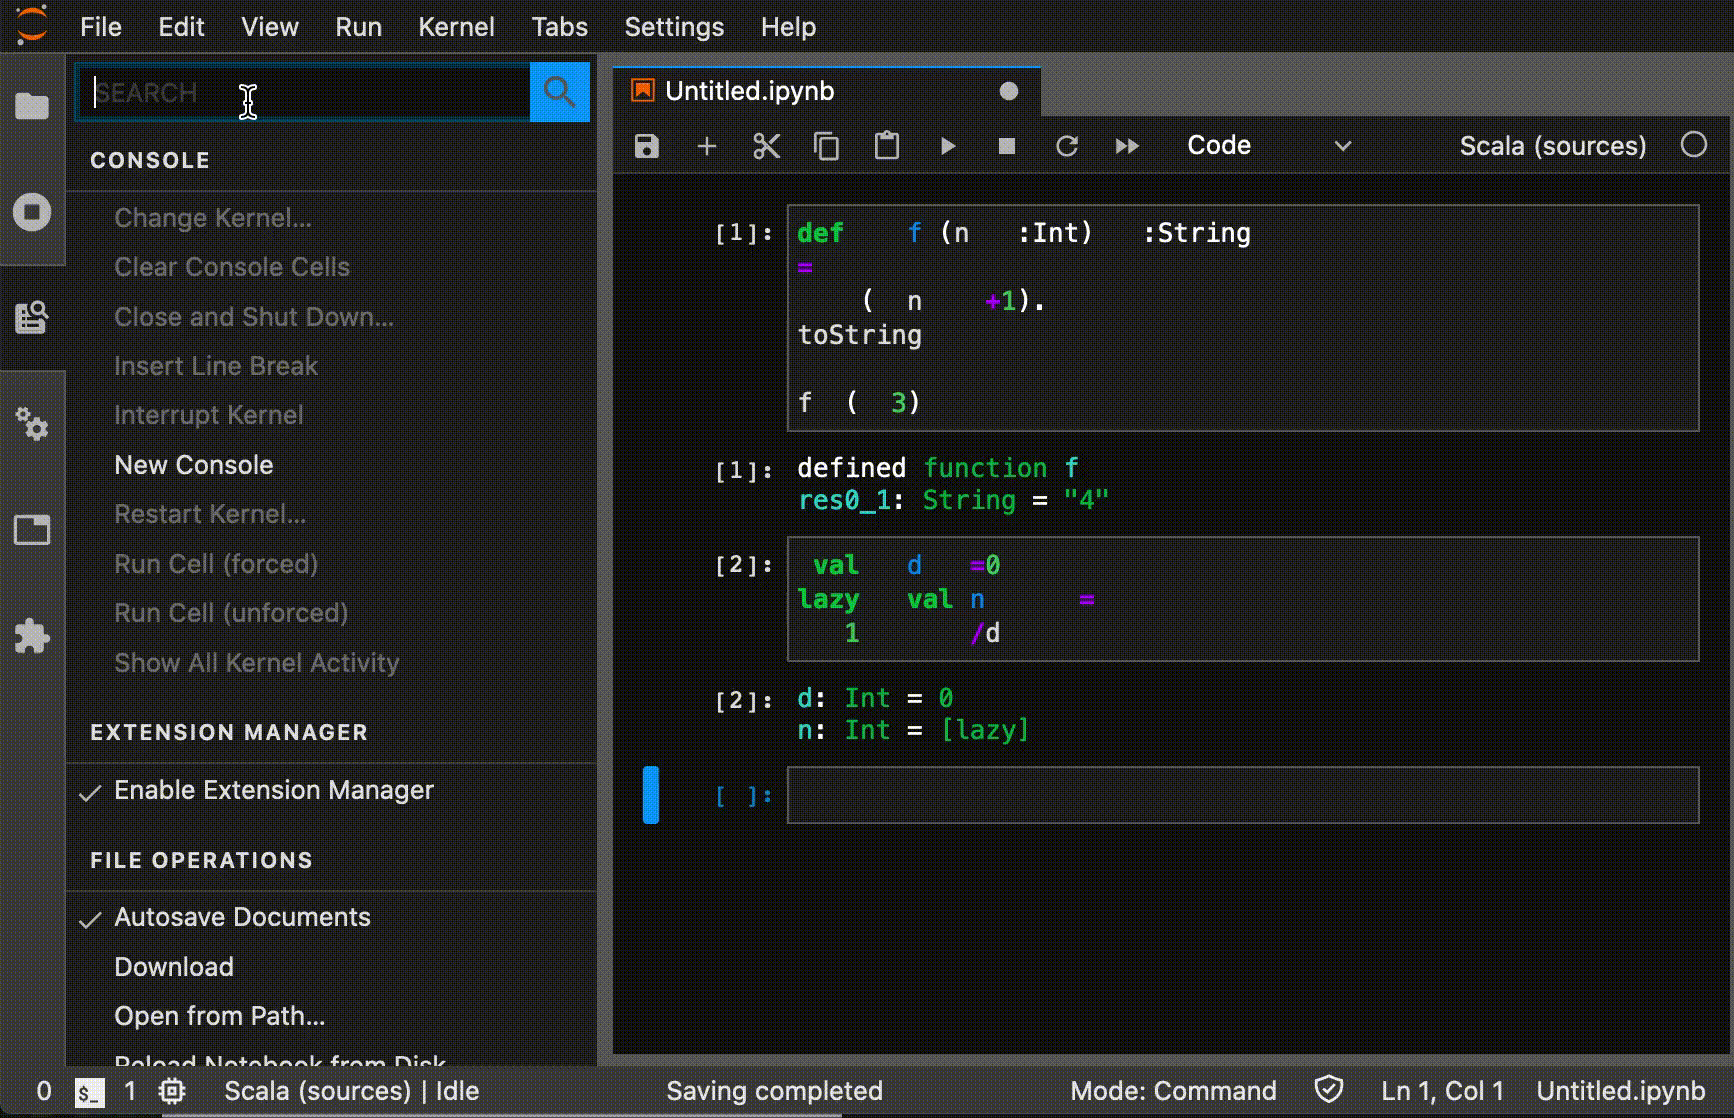 File Edit View Run Kernel Tabs Settings Help
SEARCH
CONSOLE
Change Kernel...
Clear Console Cells
Close and Shut Down...
Insert Line Break
Interrupt Kernel
New Console
Restart Kernel...
Run Cell (forced)
Run Cell (unforced)
Show All Kernel Activity
EXTENSION MANAGER
Enable Extension Manager
FILE OPERATIONS
Autosave Documents
Download
Open from Path...
Reload Notebook from Disk
Untitled.ipynb
Code Scala (sources)
[1]: def    f (n   :Int)   :String
=
    (  n    +1).
toString
f  (  3)
[1]: defined function f
res0_1: String = "4"
[2]:  val   d   =0
lazy   val n      =
   1       /d
[2]: d: Int = 0
n: Int = [lazy]
[ ]:
0 $_ 1 Scala (sources) | Idle Saving completed Mode: Command Ln 1, Col 1 Untitled.ipynb